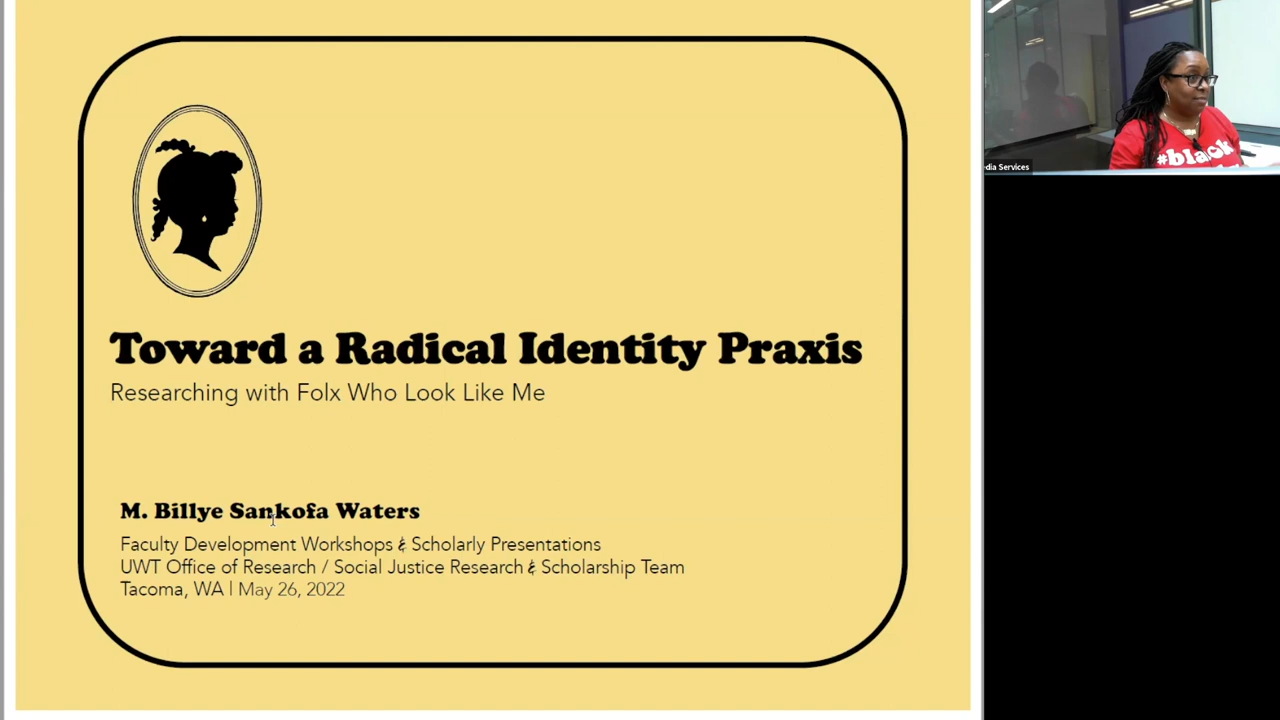 Toward a Radical Identity Praxis
Researching with Folx Who Look Like Me
M. Billye Sankofa Waters
Faculty Development Workshops & Scholarly Presentations
UWT Office of Research / Social Justice Research & Scholarship Team
Tacoma, WA | May 26, 2022
#black
edia Services